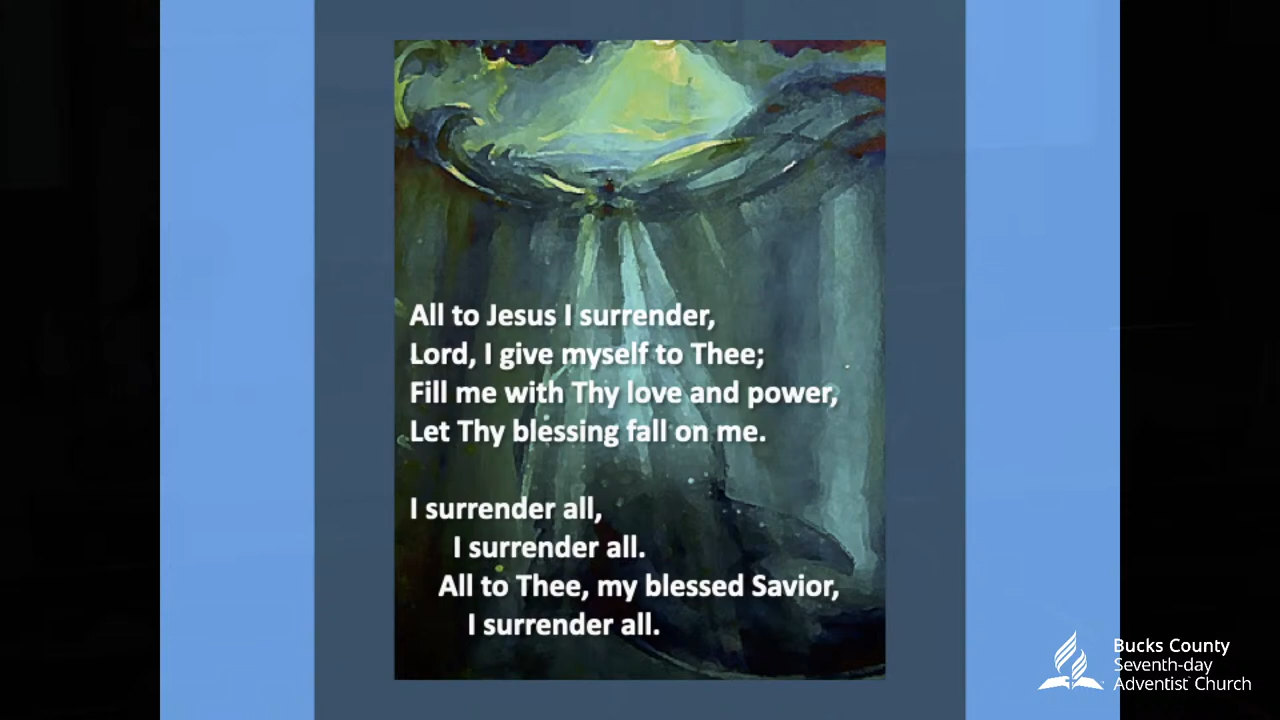 All to Jesus I surrender,
Lord, I give myself to Thee;
Fill me with Thy love and power,
Let Thy blessing fall on me.
I surrender all,
I surrender all.
All to Thee, my blessed Savior,
I surrender all.
Bucks County
Seventh-day
Adventist Church